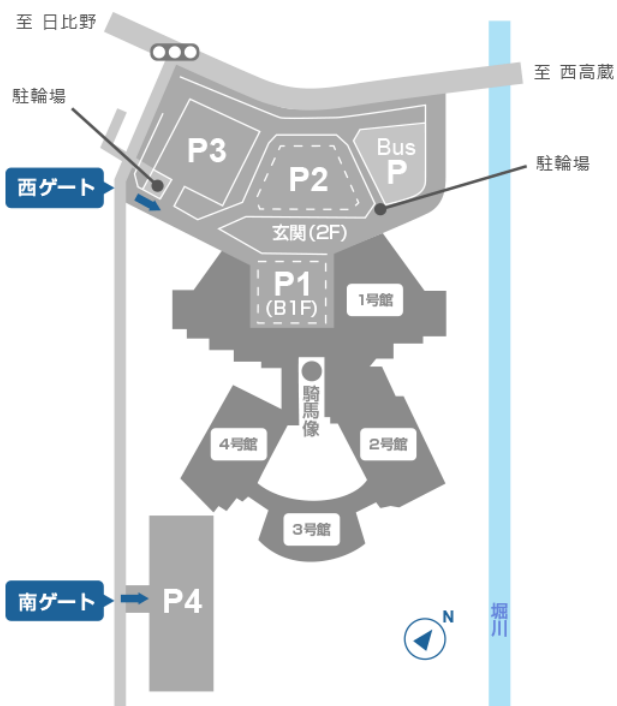 至 日比野
至 西高蔵
駐輪場
P3
P2
Bus
P
駐輪場
西ゲート
玄関(2F)
P1
(B1F)
1号館
騎馬像
4号館
2号館
3号館
南ゲート
P4
N
堀川